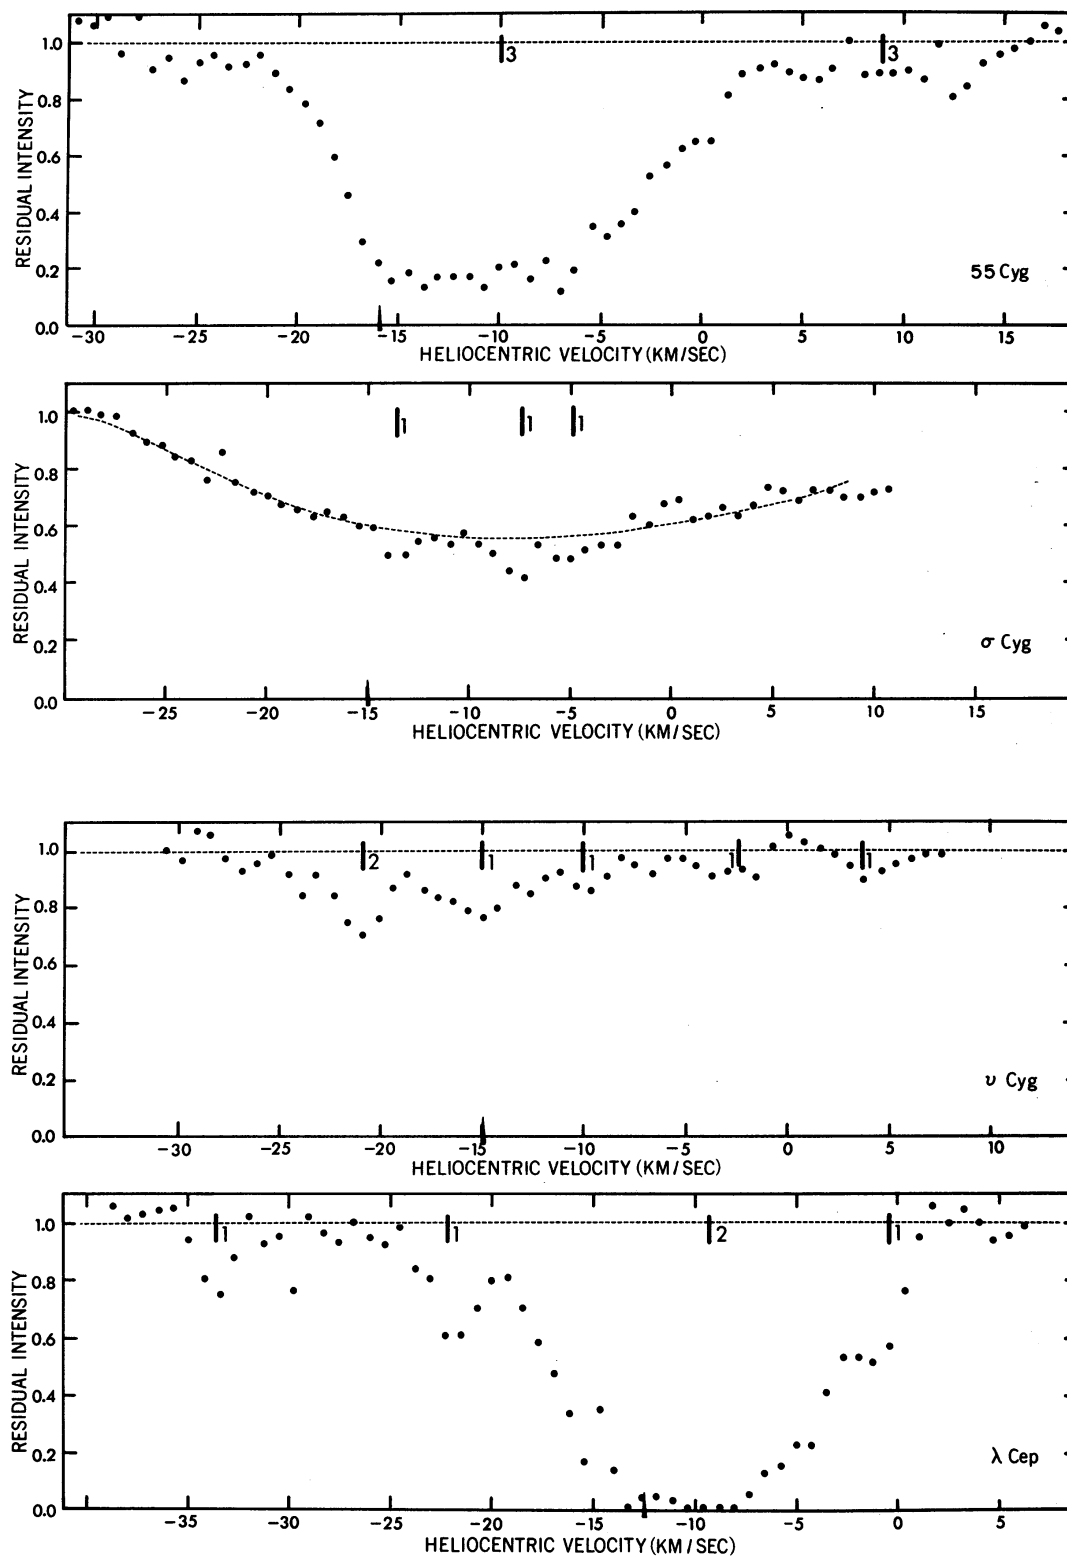 1.0
0.8
0.6
0.4
0.2
0.0
RESIDUAL INTENSITY
3
3
55 Cyg
−30 −25 −20 −15 −10 −5 0 5 10 15
HELIOCENTRIC VELOCITY (KM/SEC)
1.0
0.8
0.6
0.4
0.2
0.0
RESIDUAL INTENSITY
1
1
1
σ Cyg
−25 −20 −15 −10 −5 0 5 10 15
HELIOCENTRIC VELOCITY (KM/SEC)
1.0
0.8
0.6
0.4
0.2
0.0
RESIDUAL INTENSITY
2
1
1
1
1
υ Cyg
−30 −25 −20 −15 −10 −5 0 5 10
HELIOCENTRIC VELOCITY (KM/SEC)
1.0
0.8
0.6
0.4
0.2
0.0
RESIDUAL INTENSITY
1
1
2
1
λ Cep
−35 −30 −25 −20 −15 −10 −5 0 5
HELIOCENTRIC VELOCITY (KM/SEC)